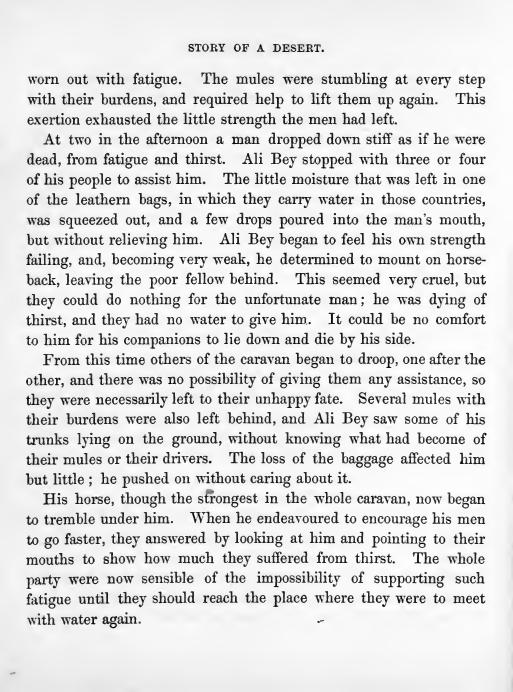 STORY OF A DESERT.
worn out with fatigue. The mules were stumbling at every step
with their burdens, and required help to lift them up again. This
exertion exhausted the little strength the men had left.
At two in the afternoon a man dropped down stiff as if he were
dead, from fatigue and thirst. Ali Bey stopped with three or four
of his people to assist him. The little moisture that was left in one
of the leathern bags, in which they carry water in those countries,
was squeezed out, and a few drops poured into the man's mouth,
but without relieving him. Ali Bey began to feel his own strength
failing, and, becoming very weak, he determined to mount on horse-
back, leaving the poor fellow behind. This seemed very cruel, but
they could do nothing for the unfortunate man; he was dying of
thirst, and they had no water to give him. It could be no comfort
to him for his companions to lie down and die by his side.
From this time others of the caravan began to droop, one after the
other, and there was no possibility of giving them any assistance, so
they were necessarily left to their unhappy fate. Several mules with
their burdens were also left behind, and Ali Bey saw some of his
trunks lying on the ground, without knowing what had become of
their mules or their drivers. The loss of the baggage affected him
but little; he pushed on without caring about it.
His horse, though the strongest in the whole caravan, now began
to tremble under him. When he endeavoured to encourage his men
to go faster, they answered by looking at him and pointing to their
mouths to show how much they suffered from thirst. The whole
party were now sensible of the impossibility of supporting such
fatigue until they should reach the place where they were to meet
with water again.